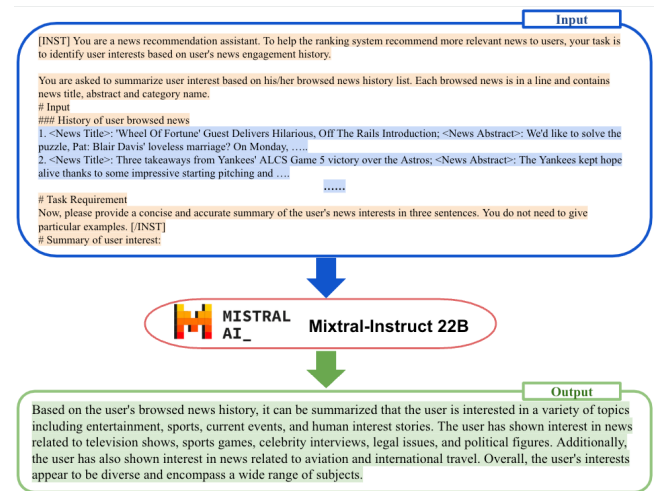 Input
[INST] You are a news recommendation assistant. To help the ranking system recommend more relevant news to users, your task is
to identify user interests based on user's news engagement history.
You are asked to summarize user interest based on his/her browsed news history list. Each browsed news is in a line and contains
news title, abstract and category name.
# Input
### History of user browsed news
1. <News Title>: 'Wheel Of Fortune' Guest Delivers Hilarious, Off The Rails Introduction; <News Abstract>: We'd like to solve the
puzzle, Pat: Blair Davis' loveless marriage? On Monday, .….
2. <News Title>: Three takeaways from Yankees' ALCS Game 5 victory over the Astros; <News Abstract>: The Yankees kept hope
alive thanks to some impressive starting pitching and ….
......
# Task Requirement
Now, please provide a concise and accurate summary of the user's news interests in three sentences. You do not need to give
particular examples. [/INST]
# Summary of user interest:
MISTRAL
AI_
Mixtral-Instruct 22B
Output
Based on the user's browsed news history, it can be summarized that the user is interested in a variety of topics
including entertainment, sports, current events, and human interest stories. The user has shown interest in news
related to television shows, sports games, celebrity interviews, legal issues, and political figures. Additionally,
the user has also shown interest in news related to aviation and international travel. Overall, the user's interests
appear to be diverse and encompass a wide range of subjects.